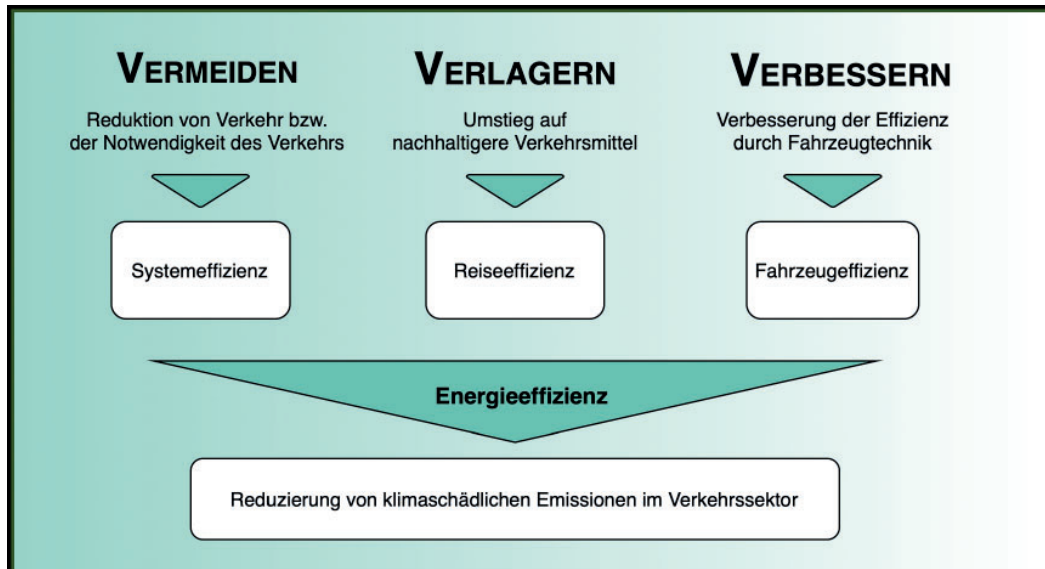 VERMEIDEN
Reduktion von Verkehr bzw.
der Notwendigkeit des Verkehrs
Systemeffizienz
VERLAGERN
Umstieg auf
nachhaltigere Verkehrsmittel
Reiseeffizienz
VERBESSERN
Verbesserung der Effizienz
durch Fahrzeugtechnik
Fahrzeugeffizienz
Energieeffizienz
Reduzierung von klimaschädlichen Emissionen im Verkehrssektor